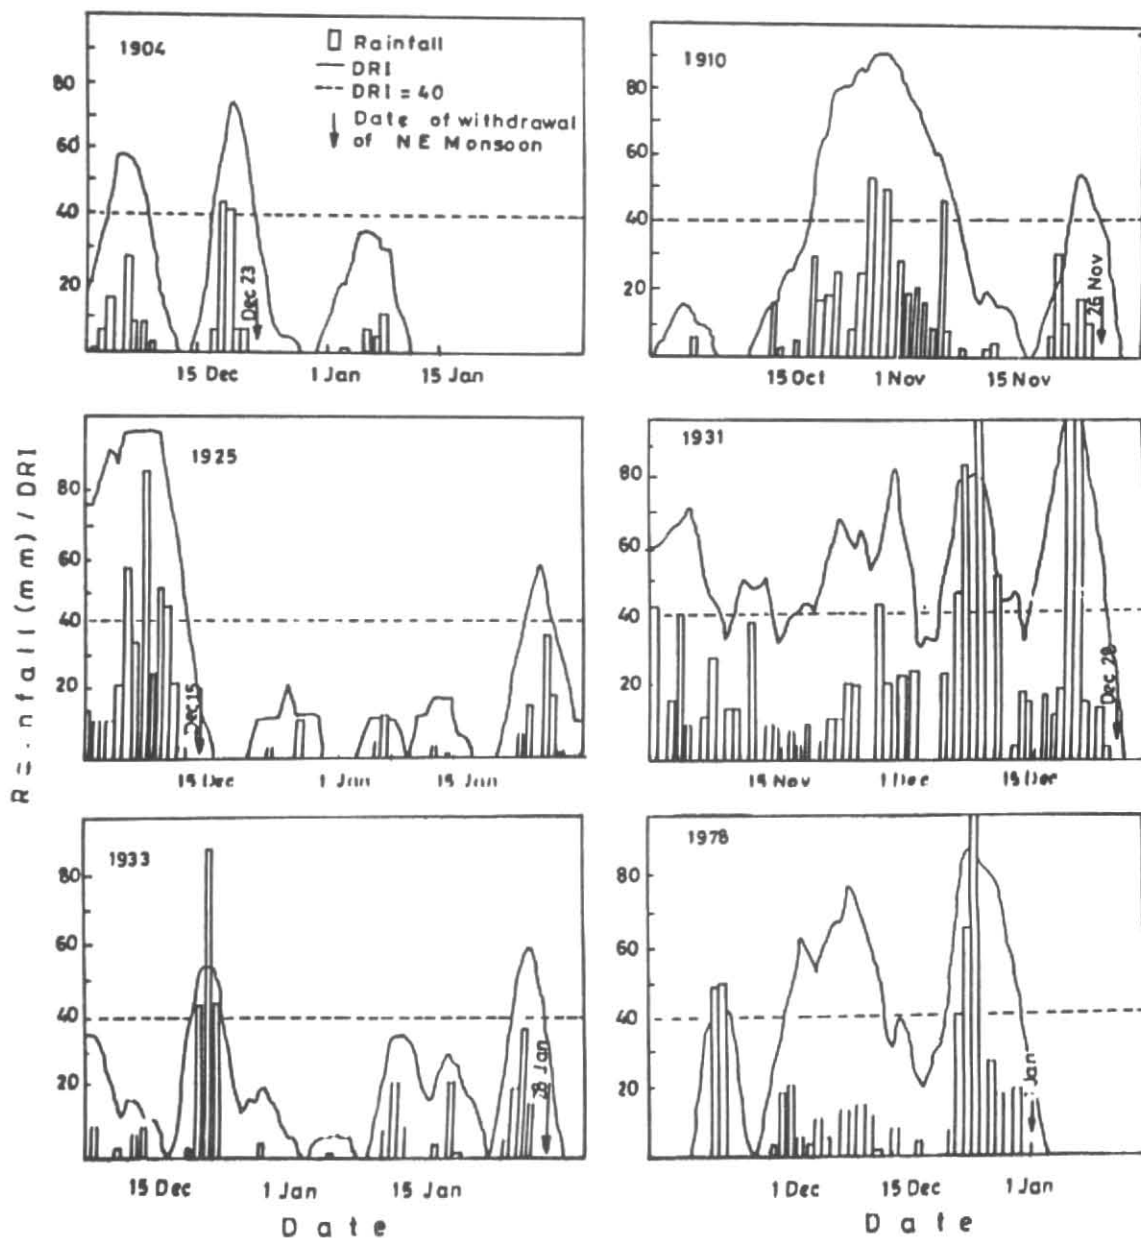 1904
Rainfall
DRI
DRI = 40
Date of withdrawal
of NE Monsoon
80
60
40
20
Dec 23
15 Dec 1 Jan 15 Jan
1910
80
60
40
20
26 Nov
15 Oct 1 Nov 15 Nov
1925
80
60
40
20
Dec 15
15 Dec 1 Jan 15 Jan
1931
80
60
40
20
Dec 28
15 Nov 1 Dec 15 Dec
1933
80
60
40
20
28 Jan
15 Dec 1 Jan 15 Jan
Date
1978
80
60
40
20
Jan
1 Dec 15 Dec 1 Jan
Date
(mm) / DRI